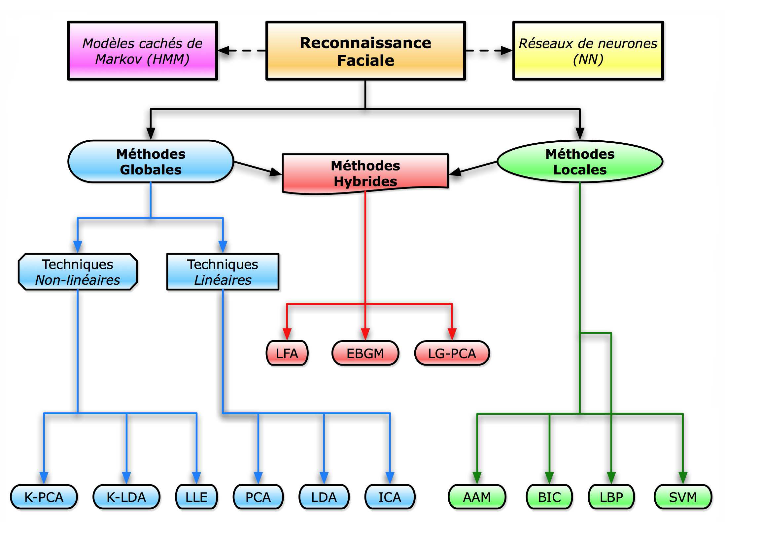 Modèles cachés de
Markov (HMM)
Reconnaissance
Faciale
Réseaux de neurones
(NN)
Méthodes
Globales
Méthodes
Hybrides
Méthodes
Locales
Techniques
Non-linéaires
Techniques
Linéaires
LFA
EBGM
LG-PCA
K-PCA
K-LDA
LLE
PCA
LDA
ICA
AAM
BIC
LBP
SVM